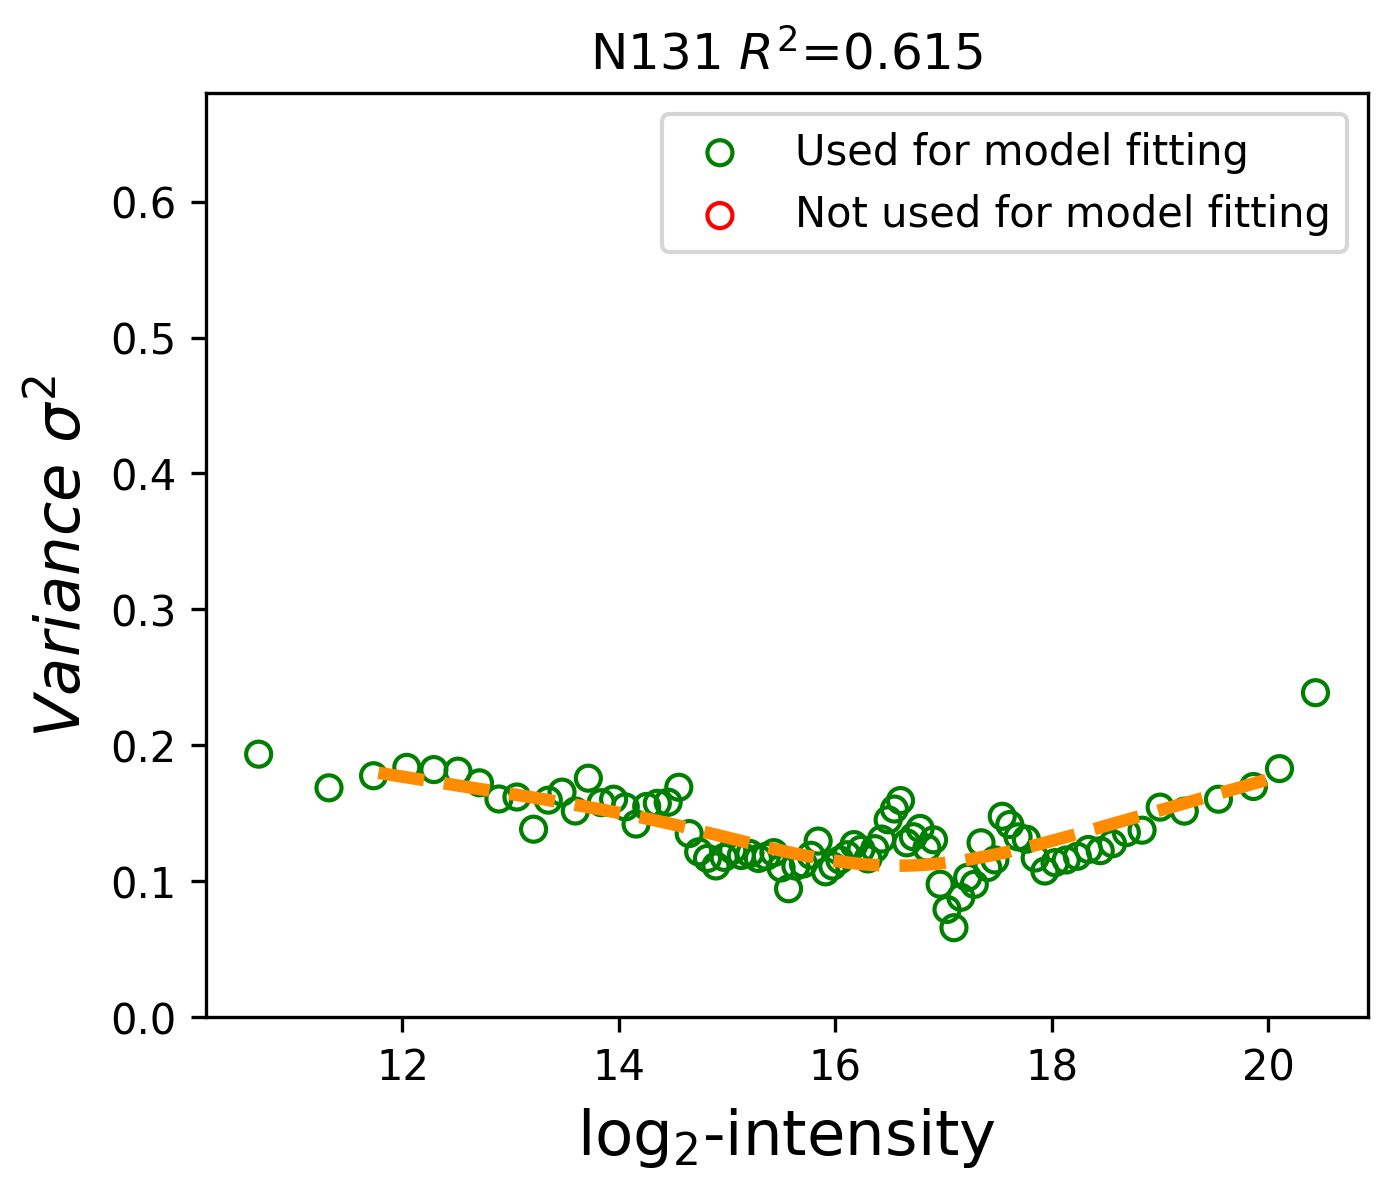 N131 R²=0.615
Used for model fitting
Not used for model fitting
0.6
0.5
0.4
0.3
0.2
0.1
0.0
Variance σ²
12 14 16 18 20
log₂-intensity